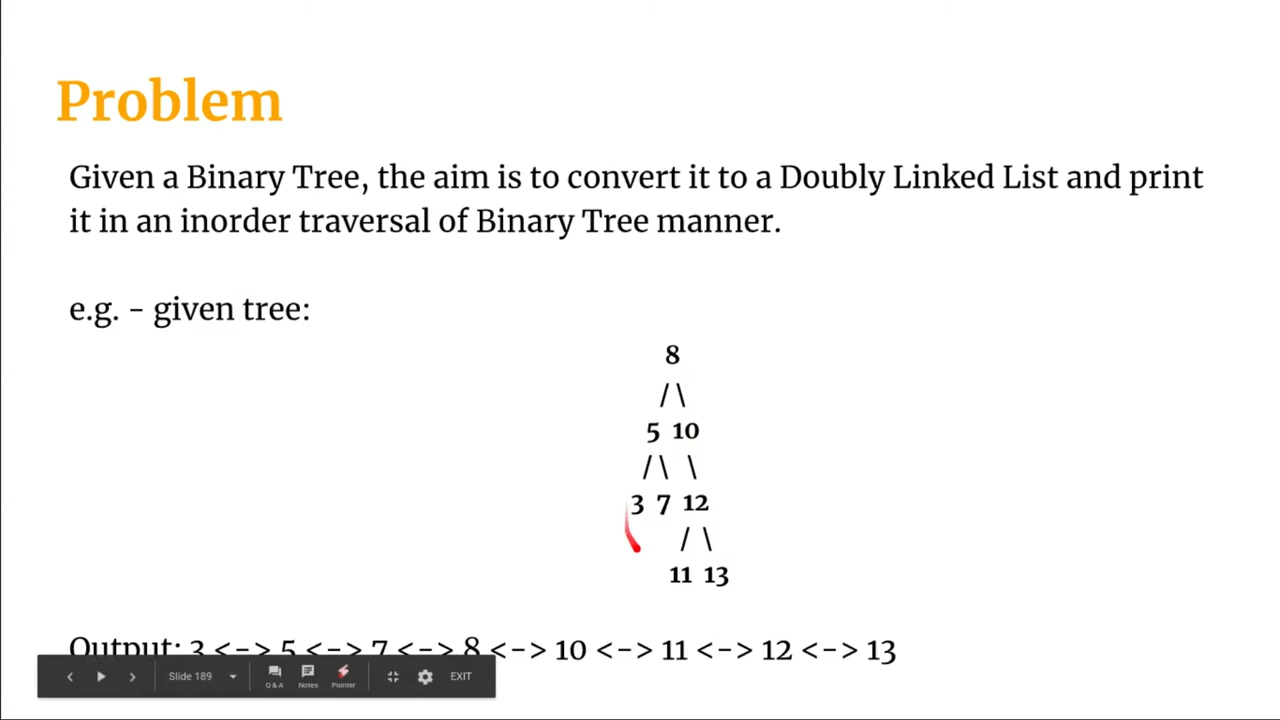 Problem
Given a Binary Tree, the aim is to convert it to a Doubly Linked List and print
it in an inorder traversal of Binary Tree manner.
e.g. - given tree:
8
/ \
5 10
/ \ \
3 7 12
/ \
11 13
Output: 3 <-> 5 <-> 7 <-> 8 <-> 10 <-> 11 <-> 12 <-> 13
Slide 189
Q & A Notes Pointer
EXIT